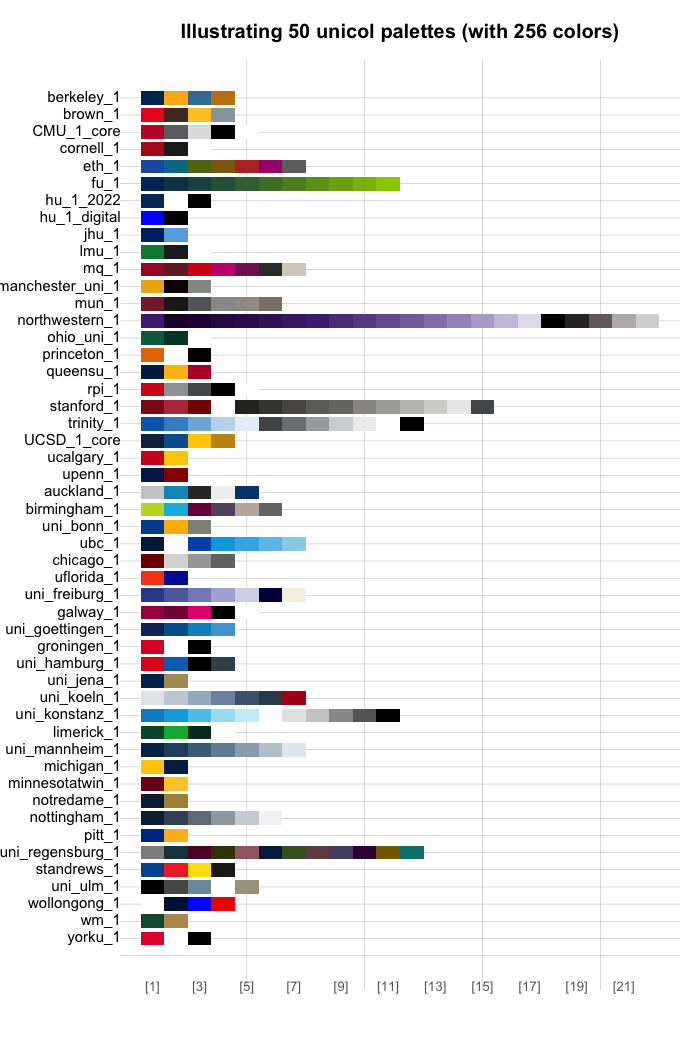 Illustrating 50 unicol palettes (with 256 colors)
berkeley_1
brown_1
CMU_1_core
cornell_1
eth_1
fu_1
hu_1_2022
hu_1_digital
jhu_1
lmu_1
mq_1
manchester_uni_1
mun_1
northwestern_1
ohio_uni_1
princeton_1
queensu_1
rpi_1
stanford_1
trinity_1
UCSD_1_core
ucalgary_1
upenn_1
auckland_1
birmingham_1
uni_bonn_1
ubc_1
chicago_1
uflorida_1
uni_freiburg_1
galway_1
uni_goettingen_1
groningen_1
uni_hamburg_1
uni_jena_1
uni_koeln_1
uni_konstanz_1
limerick_1
uni_mannheim_1
michigan_1
minnesotatwin_1
notredame_1
nottingham_1
pitt_1
uni_regensburg_1
standrews_1
uni_ulm_1
wollongong_1
wm_1
yorku_1
[1] [3] [5] [7] [9] [11] [13] [15] [17] [19] [21]